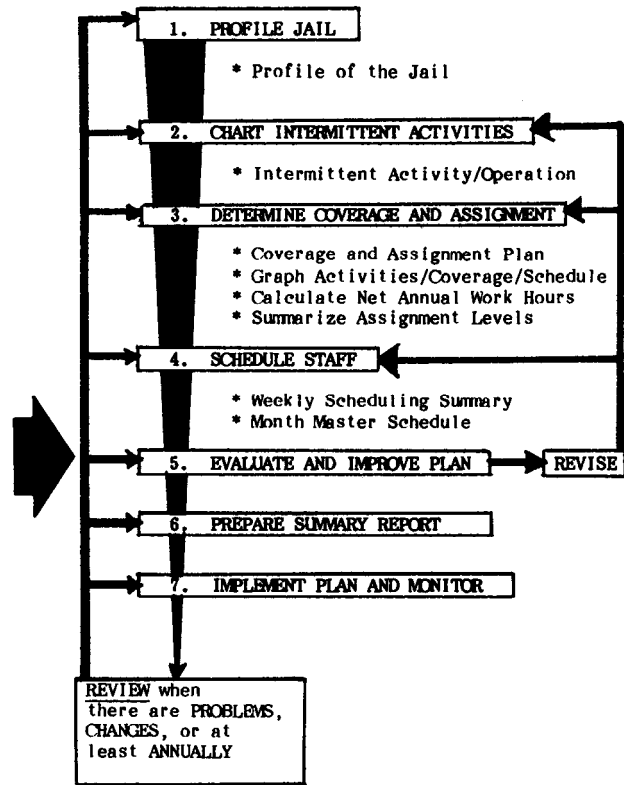 1. PROFILE JAIL
* Profile of the Jail
2. CHART INTERMITTENT ACTIVITIES
* Intermittent Activity/Operation
3. DETERMINE COVERAGE AND ASSIGNMENT
* Coverage and Assignment Plan
* Graph Activities/Coverage/Schedule
* Calculate Net Annual Work Hours
* Summarize Assignment Levels
4. SCHEDULE STAFF
* Weekly Scheduling Summary
* Month Master Schedule
5. EVALUATE AND IMPROVE PLAN
REVISE
6. PREPARE SUMMARY REPORT
7. IMPLEMENT PLAN AND MONITOR
REVIEW when
there are PROBLEMS,
CHANGES, or at
least ANNUALLY